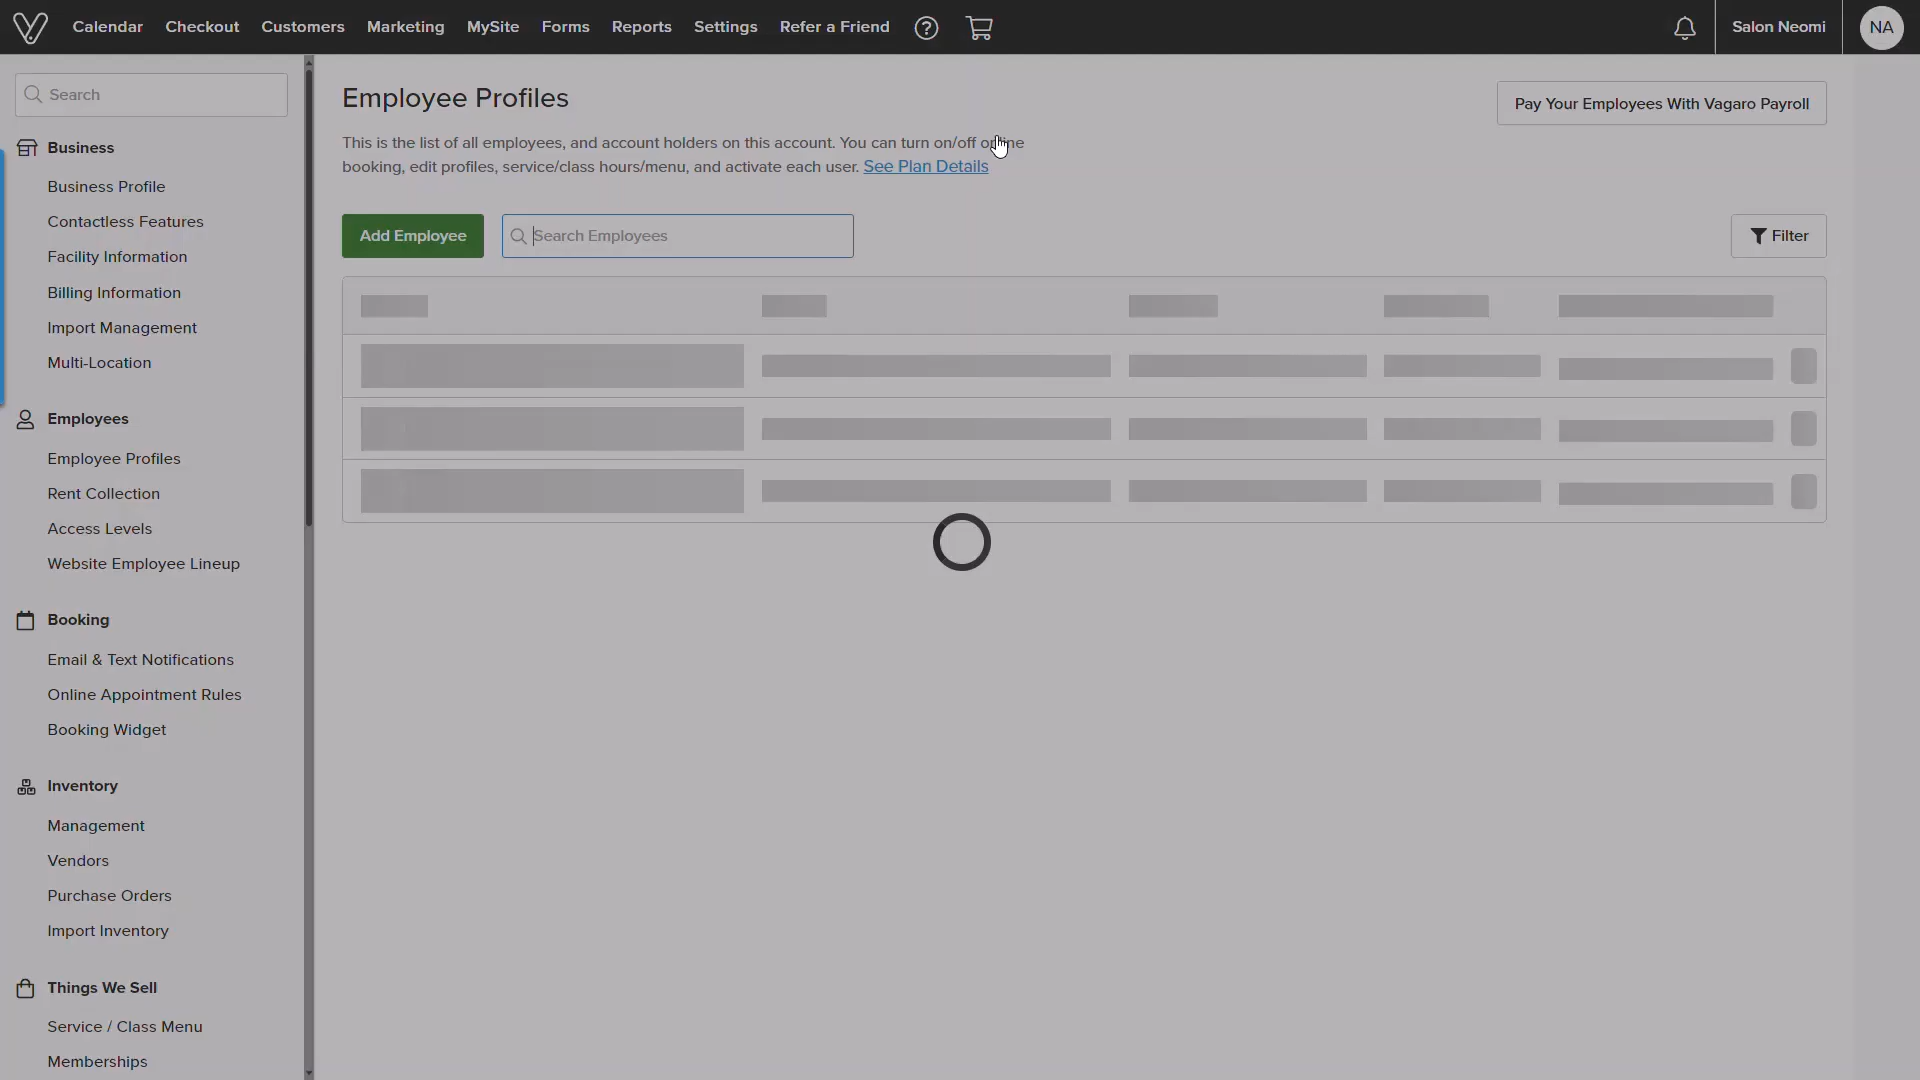 Calendar
Checkout
Customers
Marketing
MySite
Forms
Reports
Settings
Refer a Friend
Salon Neomi
NA
Search
Business
Business Profile
Contactless Features
Facility Information
Billing Information
Import Management
Multi-Location
Employees
Employee Profiles
Rent Collection
Access Levels
Website Employee Lineup
Booking
Email & Text Notifications
Online Appointment Rules
Booking Widget
Inventory
Management
Vendors
Purchase Orders
Import Inventory
Things We Sell
Service / Class Menu
Memberships
Employee Profiles
Pay Your Employees With Vagaro Payroll
This is the list of all employees, and account holders on this account. You can turn on/off online
booking, edit profiles, service/class hours/menu, and activate each user. See Plan Details
Add Employee
Search Employees
Filter